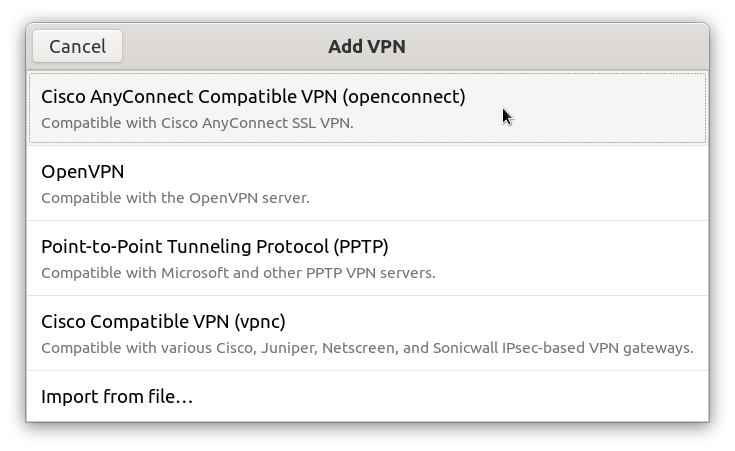 Cancel
Add VPN
Cisco AnyConnect Compatible VPN (openconnect)
Compatible with Cisco AnyConnect SSL VPN.
OpenVPN
Compatible with the OpenVPN server.
Point-to-Point Tunneling Protocol (PPTP)
Compatible with Microsoft and other PPTP VPN servers.
Cisco Compatible VPN (vpnc)
Compatible with various Cisco, Juniper, Netscreen, and Sonicwall IPsec-based VPN gateways.
Import from file…